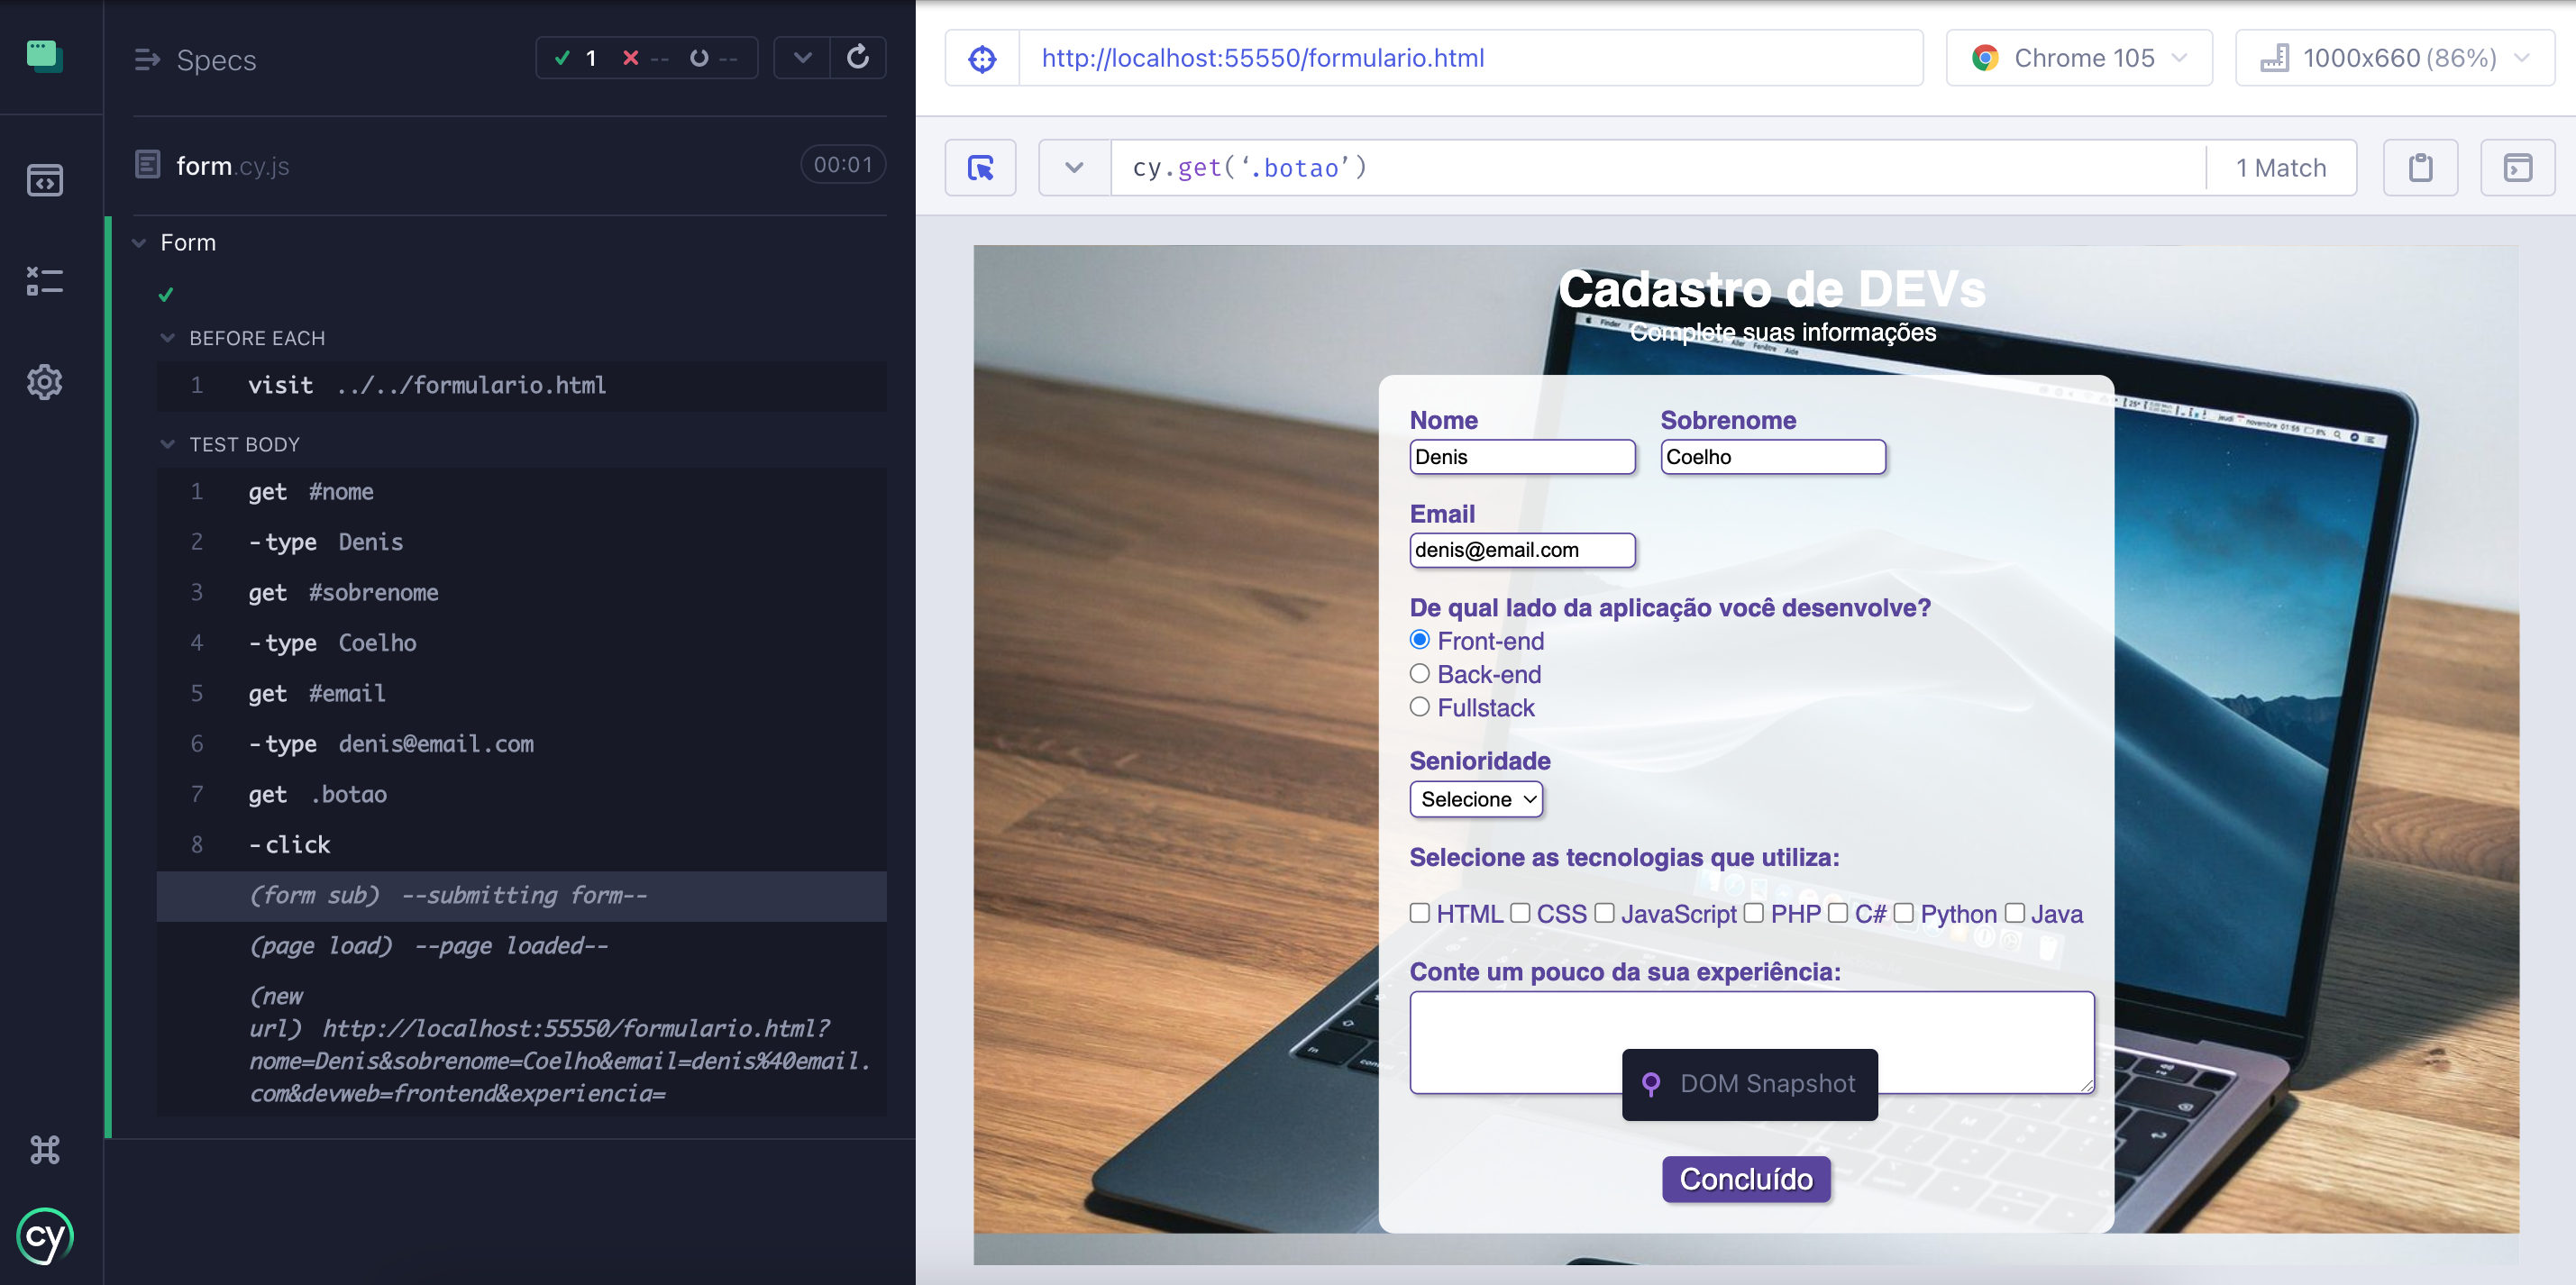 Specs
1 -- --
form.cy.js 00:01
Form
BEFORE EACH
1 visit ../../formulario.html
TEST BODY
1 get #nome
2 -type Denis
3 get #sobrenome
4 -type Coelho
5 get #email
6 -type denis@email.com
7 get .botao
8 -click
(form sub) --submitting form--
(page load) --page loaded--
(new
url) http://localhost:55550/formulario.html?
nome=Denis&sobrenome=Coelho&email=denis%40email.
com&devweb=frontend&experiencia=
cy
http://localhost:55550/formulario.html
Chrome 105
1000x660 (86%)
cy.get(‘.botao’)
1 Match
Cadastro de DEVs
Complete suas informações
Finder
Nome Sobrenome
Denis Coelho
Email
denis@email.com
De qual lado da aplicação você desenvolve?
Front-end
Back-end
Fullstack
Senioridade
Selecione
Selecione as tecnologias que utiliza:
HTML CSS JavaScript PHP C# Python Java
Conte um pouco da sua experiência:
DOM Snapshot
Concluído